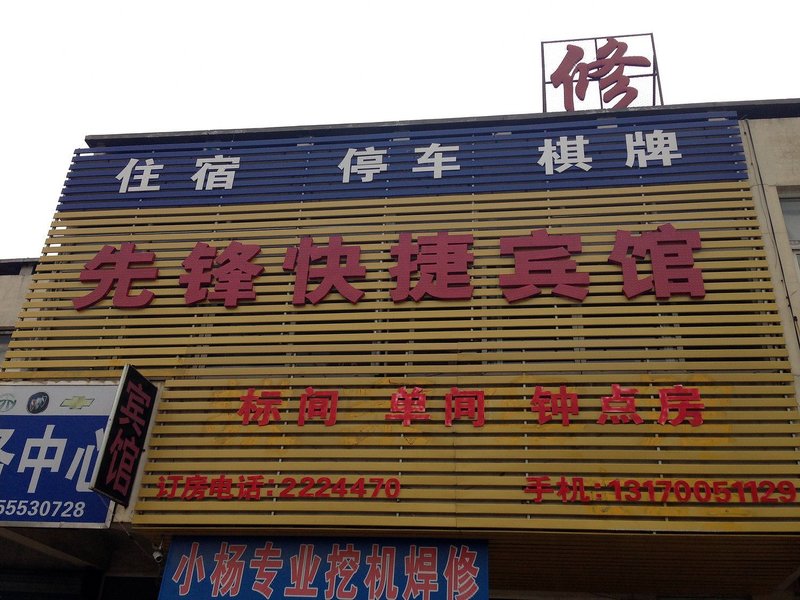 修
住宿 停车 棋牌
先锋快捷宾馆
标间 单间 钟点房
订房电话:2224470 手机:13170051129
宾馆
务中心
55530728
小杨专业挖机焊修